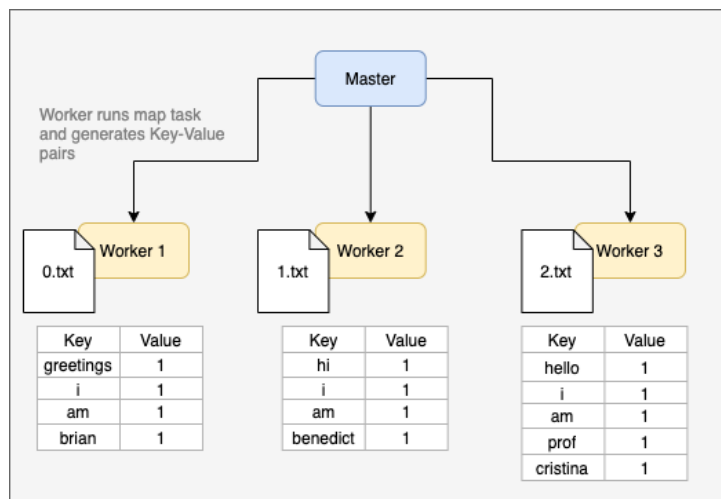 Master
Worker runs map task
and generates Key-Value
pairs
0.txt
Worker 1
1.txt
Worker 2
2.txt
Worker 3
Key Value
greetings 1
i 1
am 1
brian 1
Key Value
hi 1
i 1
am 1
benedict 1
Key Value
hello 1
i 1
am 1
prof 1
cristina 1